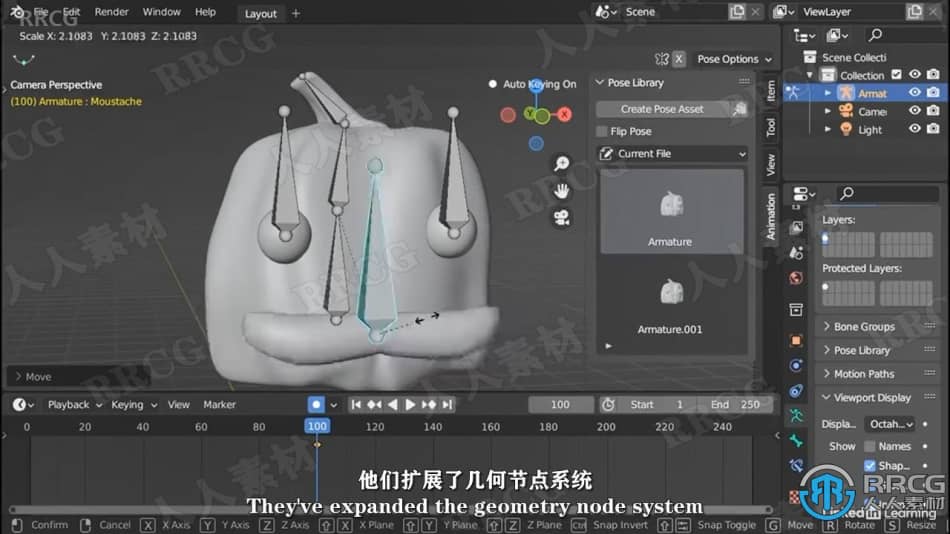 File Edit Render Window Help Layout + Scene ViewLayer
RRCG
Scale X: 2.1083 Y: 2.1083 Z: 2.1083
X Pose Options
Camera Perspective
(100) Armature : Moustache
Auto Keying On
Y X
Pose Library
Create Pose Asset
Flip Pose
Current File
Armature
Armature.001
Item
Tool
View
Animation
Scene Collecti
Collection
Armat
Came
Light
Layers:
Protected Layers:
Bone Groups
Pose Library
Motion Paths
Viewport Display
Displa... Octah...
Show Names
Shap...
Move
Playback Keying View Marker 100 Start 1 End 250
0 20 40 60 80 100 120 140 160 180 200 220 240
他们扩展了几何节点系统
They've expanded the geometry node system
RRCG
人人素材
Linked in Learning
Confirm Cancel X X Axis Y Y Axis Z Z Axis X X Plane Y Y Plane Z Z Plane Ctrl Snap Invert Snap Toggle G Move R Rotate S Resize
RRCG
人人素材